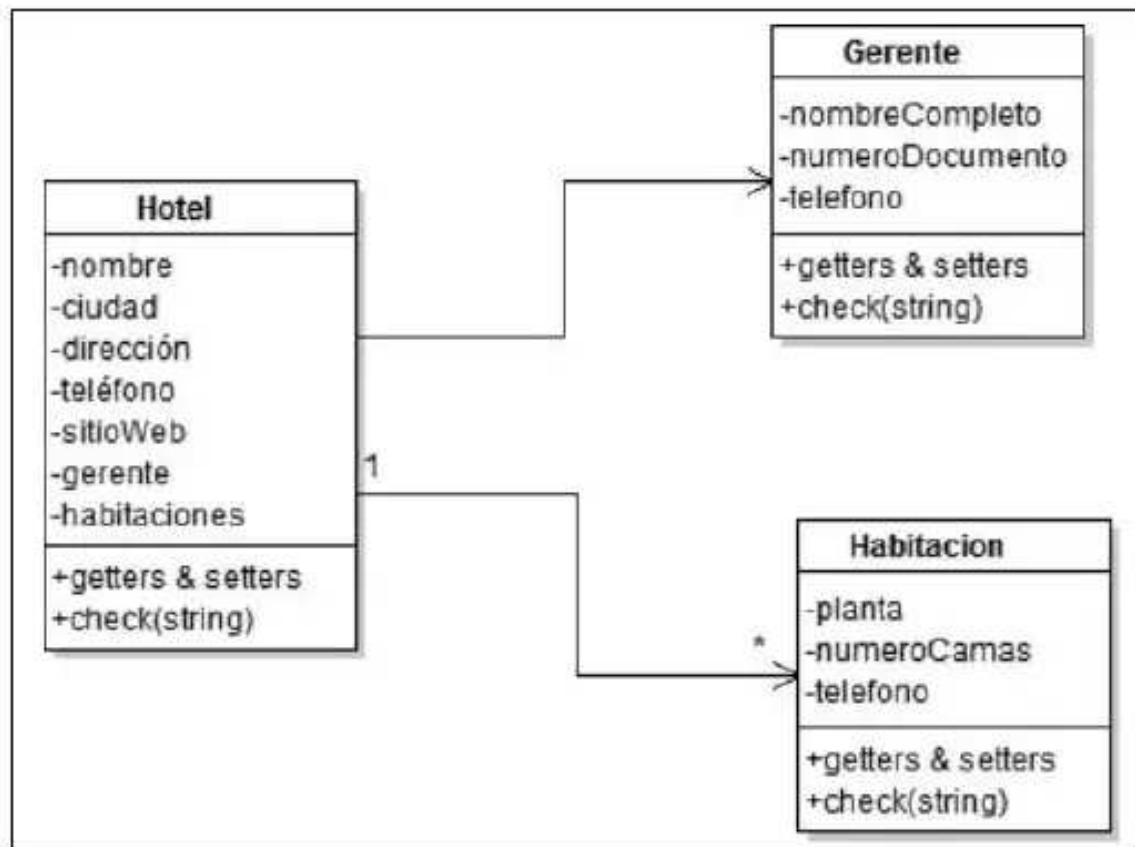 Hotel
-nombre
-ciudad
-dirección
-teléfono
-sitioWeb
-gerente
-habitaciones
+getters & setters
+check(string)
Gerente
-nombreCompleto
-numeroDocumento
-telefono
+getters & setters
+check(string)
1
*
Habitacion
-planta
-numeroCamas
-telefono
+getters & setters
+check(string)